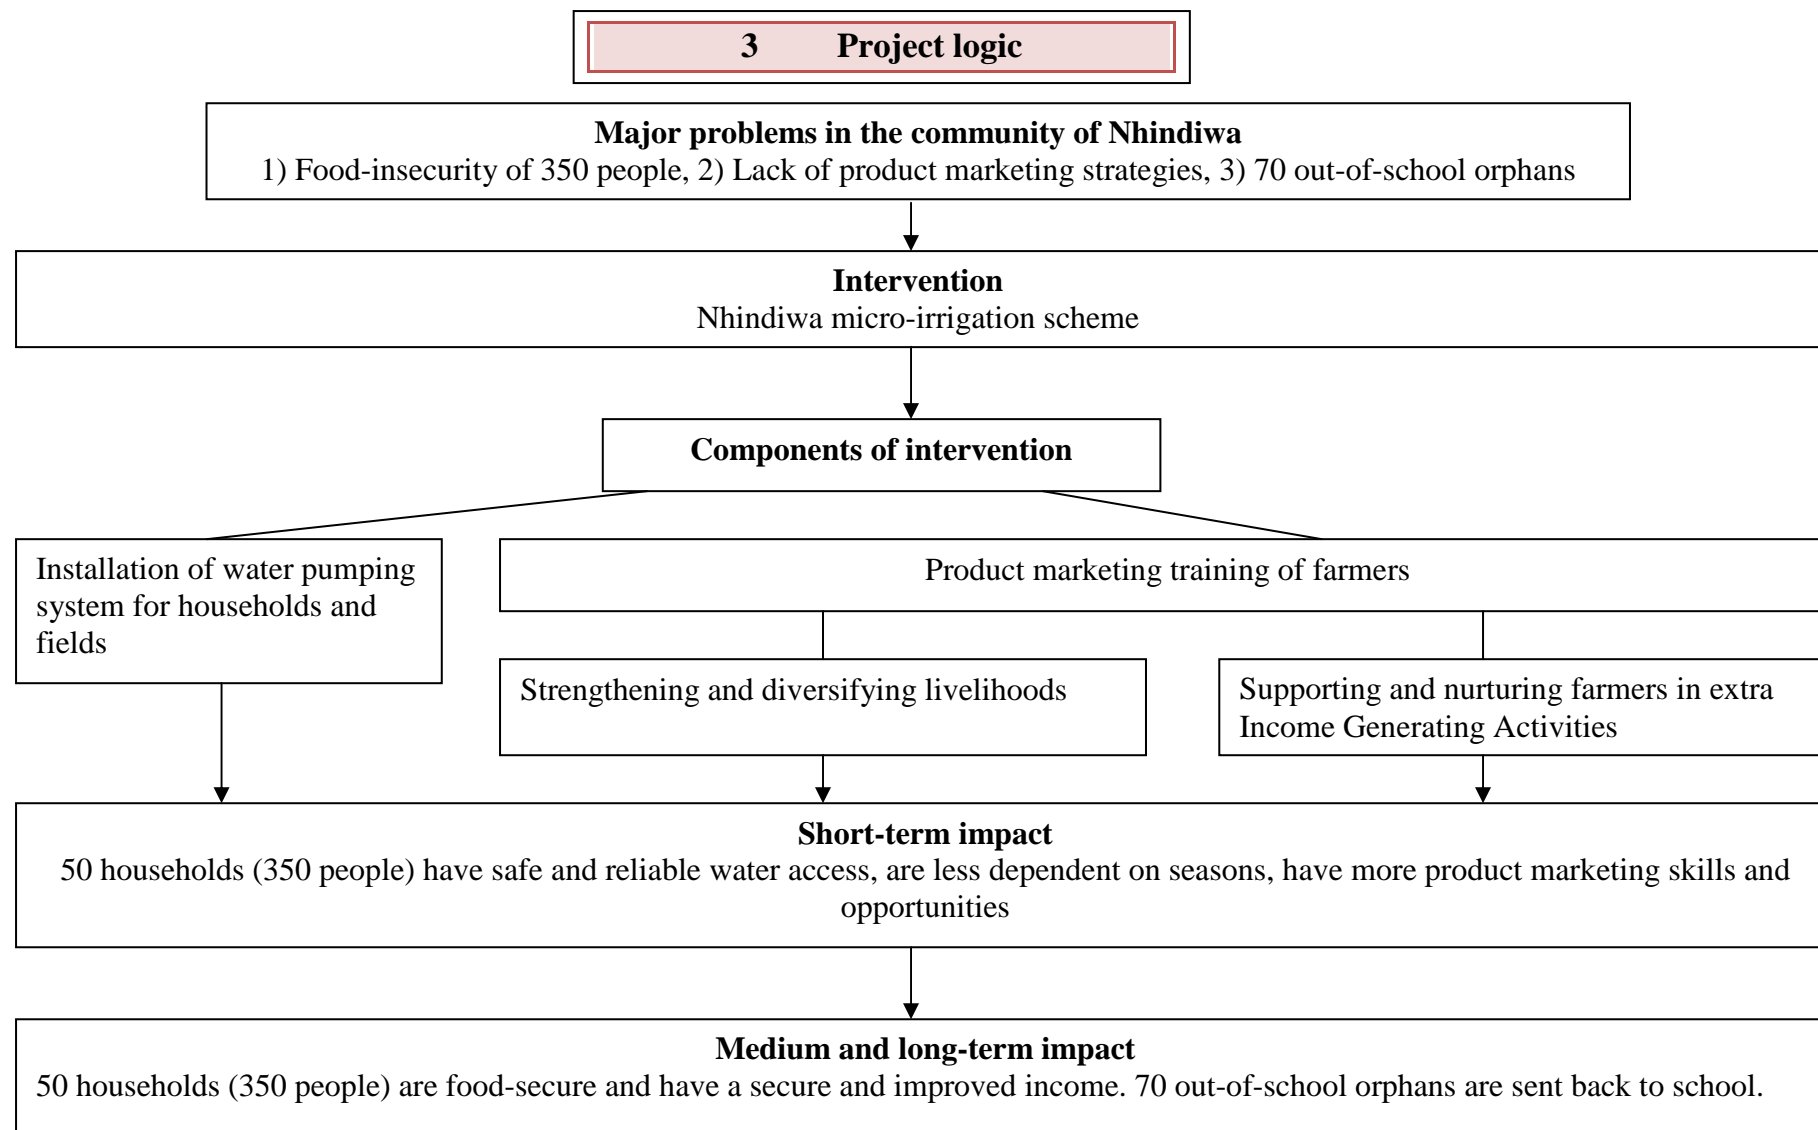 3 Project logic
Major problems in the community of Nhindiwa
1) Food-insecurity of 350 people, 2) Lack of product marketing strategies, 3) 70 out-of-school orphans
Intervention
Nhindiwa micro-irrigation scheme
Components of intervention
Installation of water pumping
system for households and
fields
Product marketing training of farmers
Strengthening and diversifying livelihoods
Supporting and nurturing farmers in extra
Income Generating Activities
Short-term impact
50 households (350 people) have safe and reliable water access, are less dependent on seasons, have more product marketing skills and
opportunities
Medium and long-term impact
50 households (350 people) are food-secure and have a secure and improved income. 70 out-of-school orphans are sent back to school.